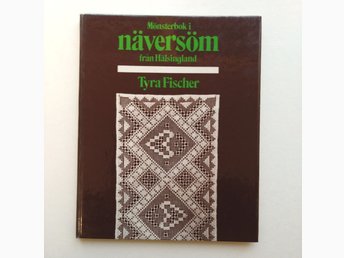 Mönsterbok i
näversöm
från Hälsingland
Tyra Fischer